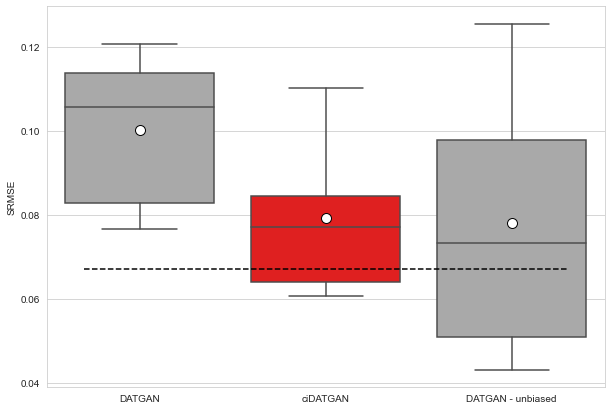 0.12
0.10
0.08
0.06
0.04
SRMSE
DATGAN
ciDATGAN
DATGAN - unbiased